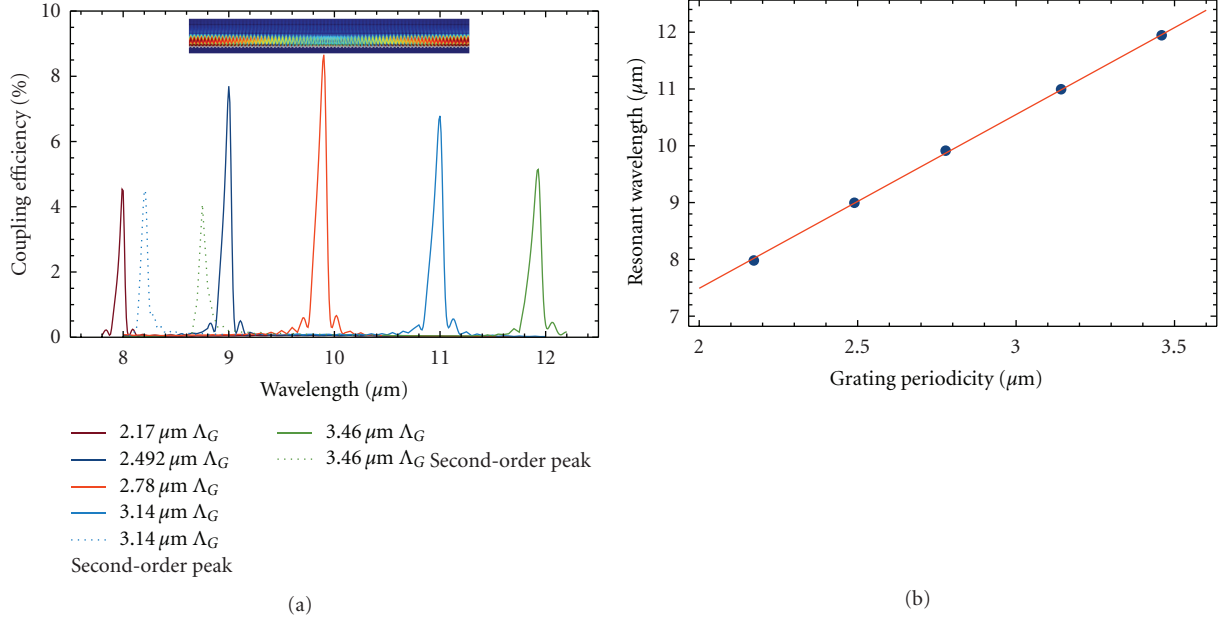 10
8
6
4
2
0
Coupling efficiency (%)
8 9 10 11 12
Wavelength (μm)
2.17 μm Λ_G
2.492 μm Λ_G
2.78 μm Λ_G
3.14 μm Λ_G
3.14 μm Λ_G
Second-order peak
3.46 μm Λ_G
3.46 μm Λ_G Second-order peak
(a)
12
11
10
9
8
7
Resonant wavelength (μm)
2 2.5 3 3.5
Grating periodicity (μm)
(b)